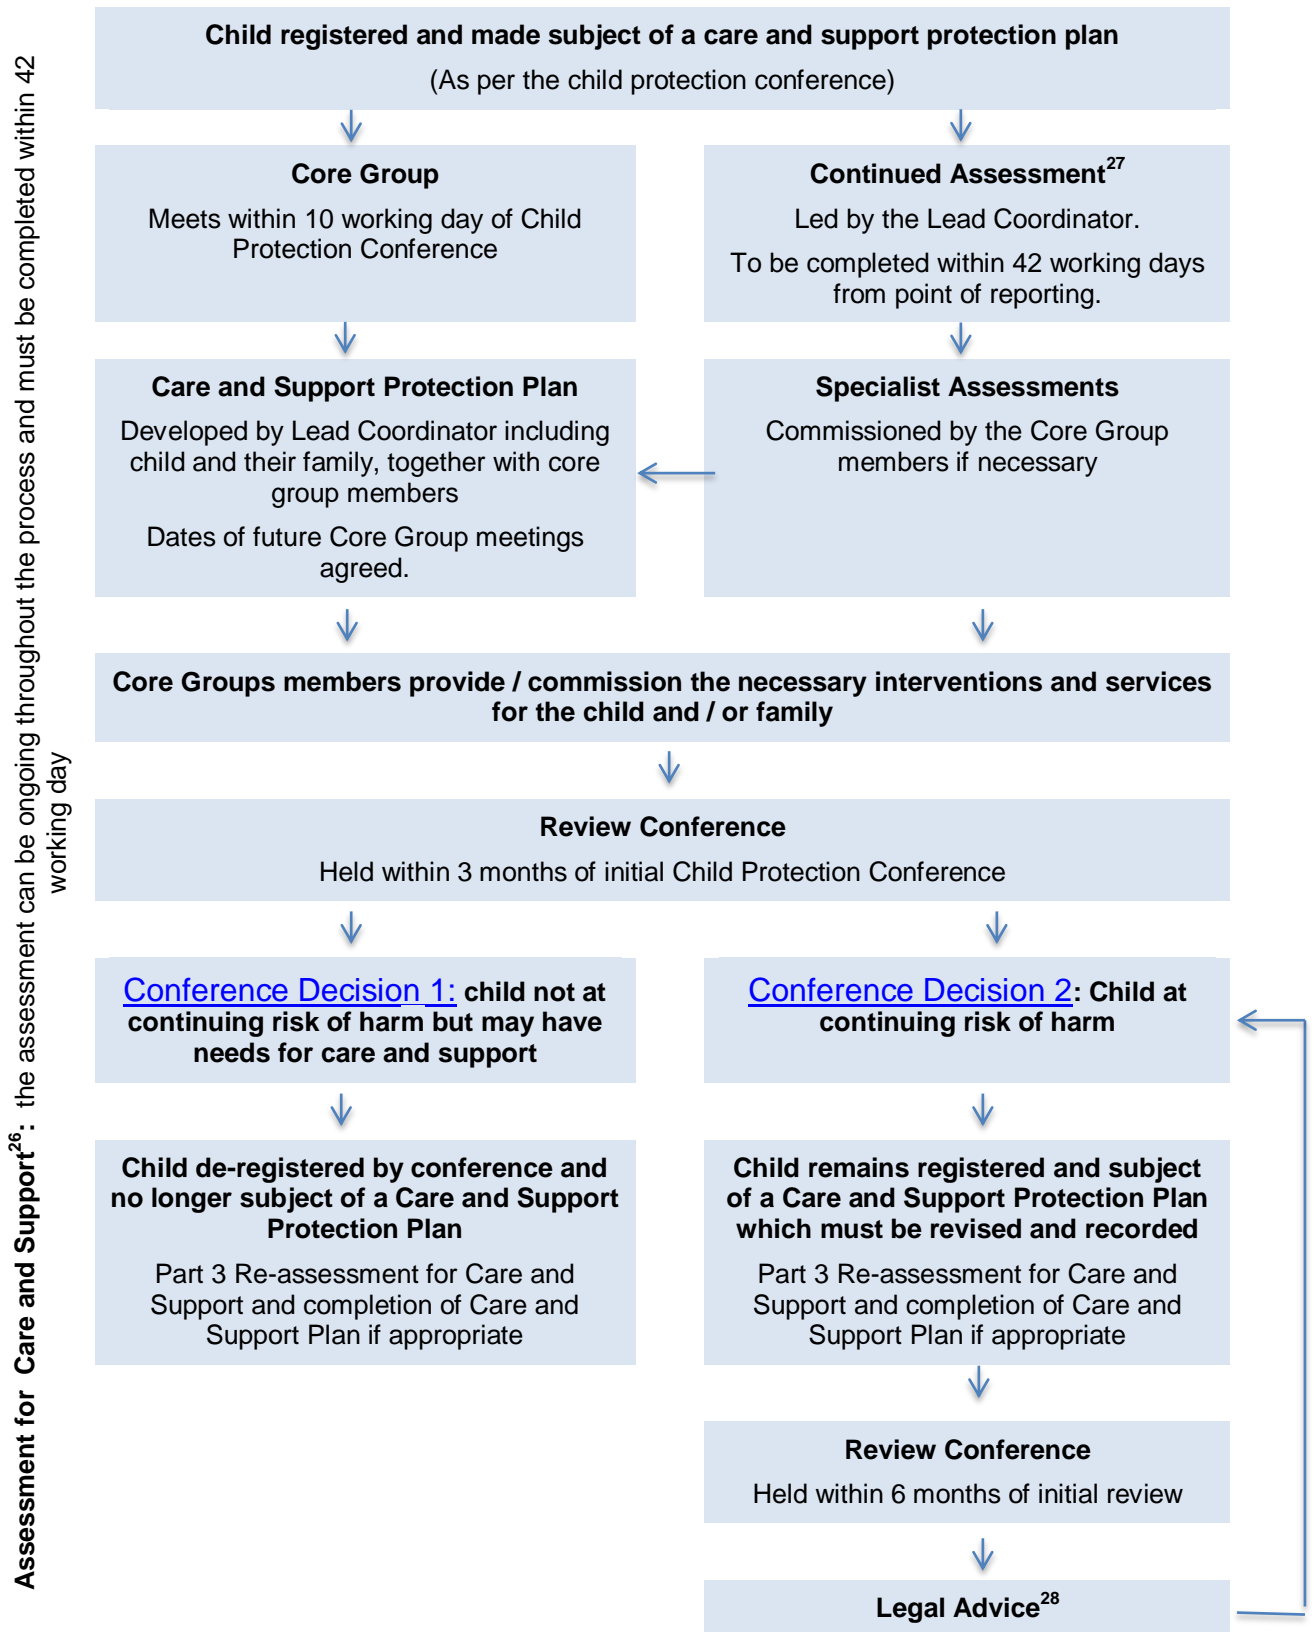 Child registered and made subject of a care and support protection plan
(As per the child protection conference)
Core Group
Meets within 10 working day of Child
Protection Conference
Continued Assessment27
Led by the Lead Coordinator.
To be completed within 42 working days
from point of reporting.
Care and Support Protection Plan
Developed by Lead Coordinator including
child and their family, together with core
group members
Dates of future Core Group meetings
agreed.
Specialist Assessments
Commissioned by the Core Group
members if necessary
Core Groups members provide / commission the necessary interventions and services
for the child and / or family
Review Conference
Held within 3 months of initial Child Protection Conference
Conference Decision 1: child not at
continuing risk of harm but may have
needs for care and support
Conference Decision 2: Child at
continuing risk of harm
Child de-registered by conference and
no longer subject of a Care and Support
Protection Plan
Part 3 Re-assessment for Care and
Support and completion of Care and
Support Plan if appropriate
Child remains registered and subject
of a Care and Support Protection Plan
which must be revised and recorded
Part 3 Re-assessment for Care and
Support and completion of Care and
Support Plan if appropriate
Review Conference
Held within 6 months of initial review
Legal Advice28
Assessment for Care and Support26: the assessment can be ongoing throughout the process and must be completed within 42
working day